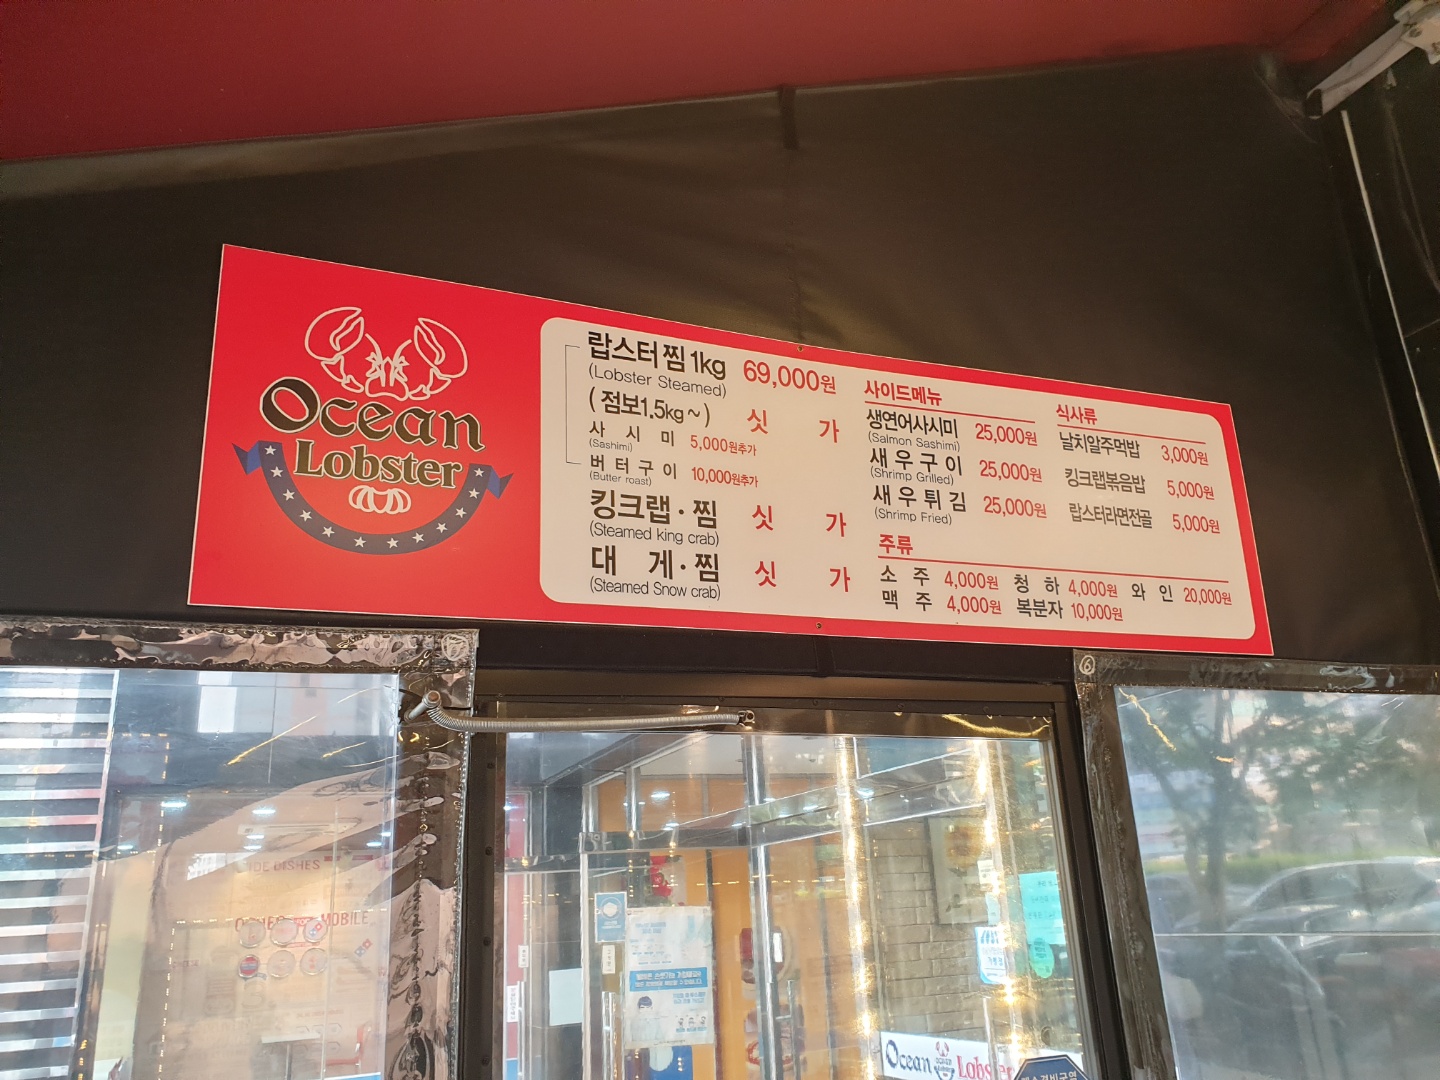 Ocean
Lobster
랍스터 찜 1kg 69,000원
(Lobster Steamed)
(점보1.5kg~) 싯 가
사 시 미 5,000원추가
(Sashimi)
버 터 구 이 10,000원추가
(Butter roast)
킹크랩·찜 싯 가
(Steamed king crab)
대 게·찜 싯 가
(Steamed Snow crab)
사이드메뉴
생연어사시미 25,000원
(Salmon Sashimi)
새 우 구 이 25,000원
(Shrimp Grilled)
새 우 튀 김 25,000원
(Shrimp Fried)
식사류
날치알주먹밥 3,000원
킹크랩볶음밥 5,000원
랍스터라면전골 5,000원
주류
소 주 4,000원 청 하 4,000원 와 인 20,000원
맥 주 4,000원 복분자 10,000원
6
MOBILE
Ocean
Ocean
Lobster
Lobster